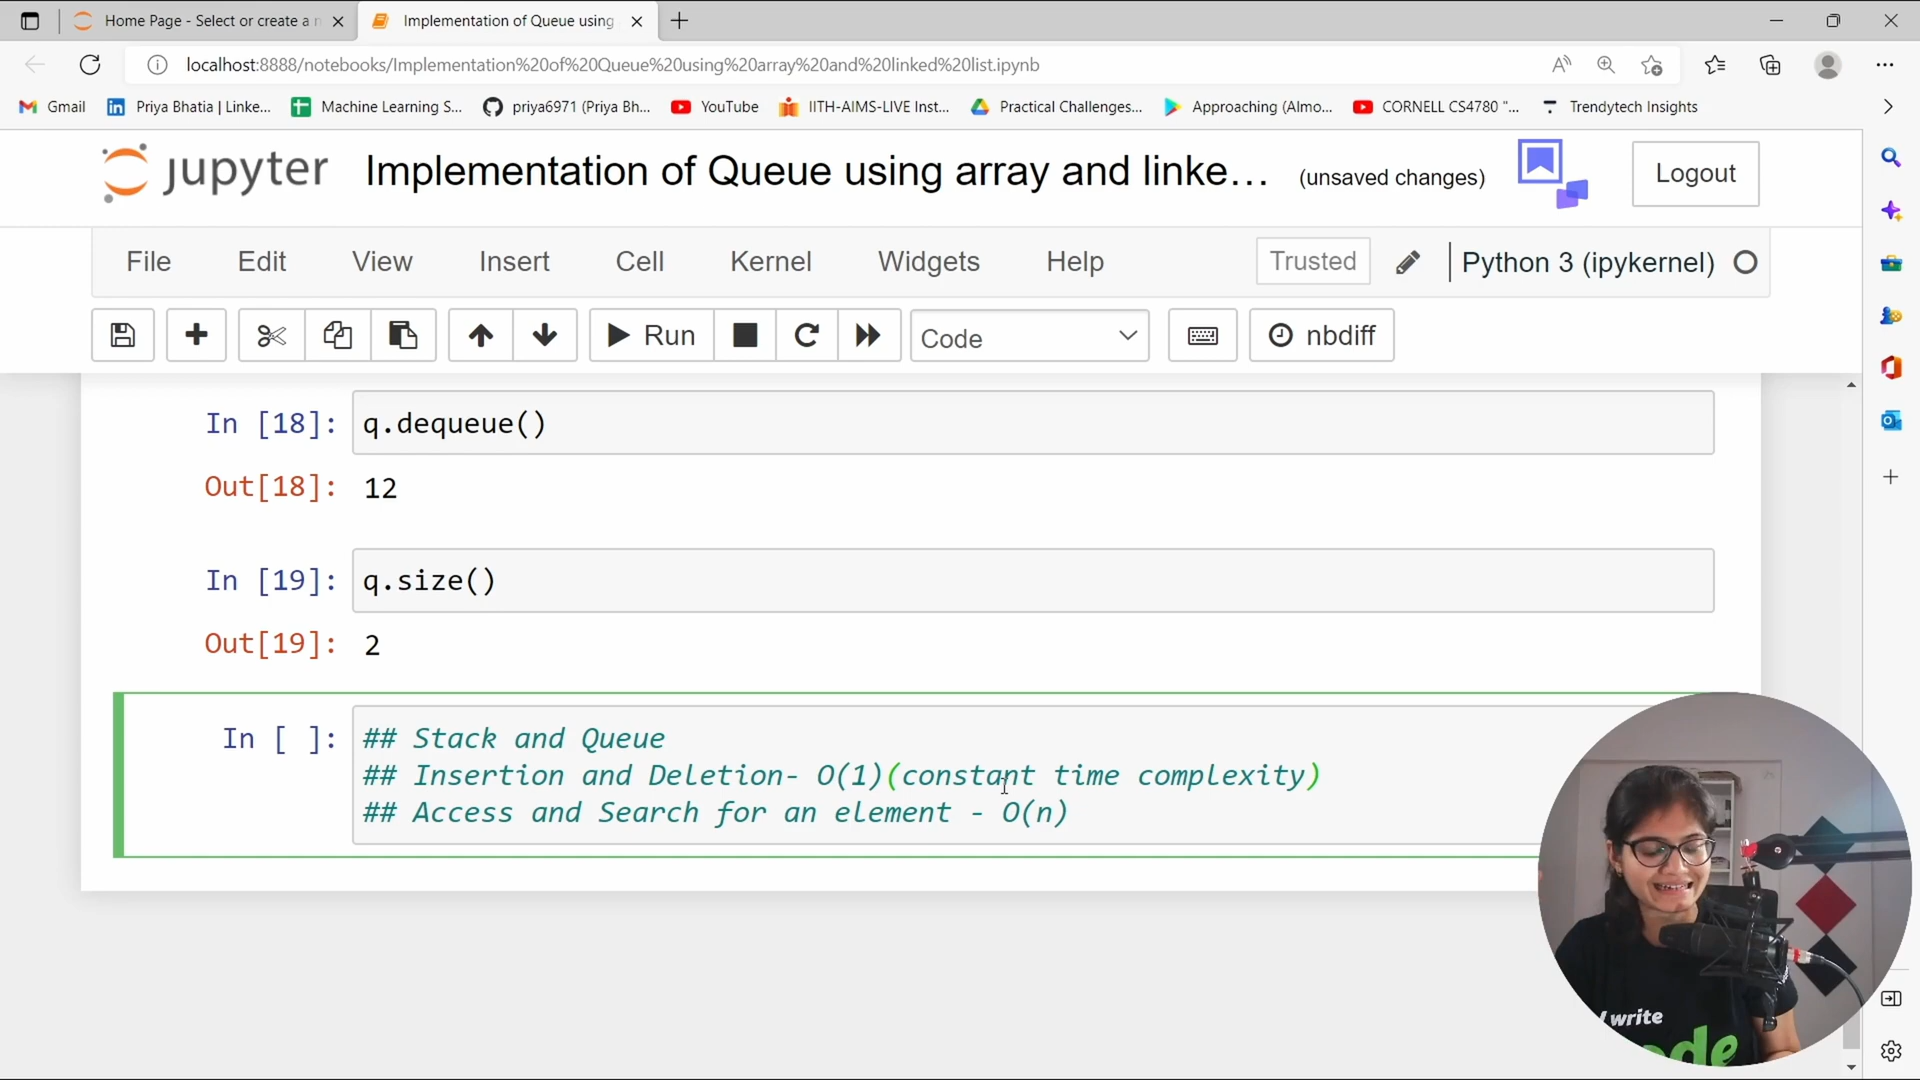 Home Page - Select or create a n
Implementation of Queue using
localhost:8888/notebooks/Implementation%20of%20Queue%20using%20array%20and%20linked%20list.ipynb
Gmail
Priya Bhatia | Linke...
Machine Learning S...
priya6971 (Priya Bh...
YouTube
IITH-AIMS-LIVE Inst...
Practical Challenges...
Approaching (Almo...
CORNELL CS4780 "...
Trendytech Insights
jupyter
Implementation of Queue using array and linke...
(unsaved changes)
Logout
File
Edit
View
Insert
Cell
Kernel
Widgets
Help
Trusted
Python 3 (ipykernel)
Run
Code
nbdiff
In [18]: q.dequeue()
Out[18]: 12
In [19]: q.size()
Out[19]: 2
In [ ]: ## Stack and Queue
## Insertion and Deletion- O(1)(constant time complexity)
## Access and Search for an element - O(n)
write